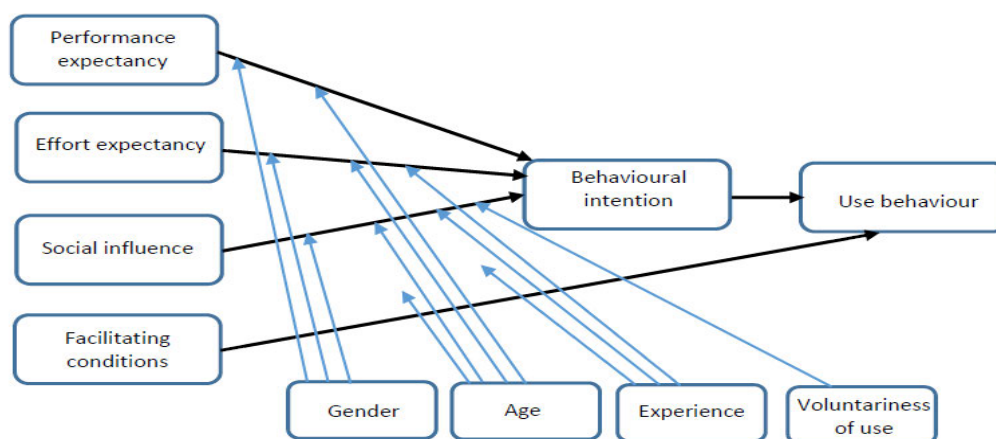 Performance
expectancy
Effort expectancy
Social influence
Facilitating
conditions
Behavioural
intention
Use behaviour
Gender
Age
Experience
Voluntariness
of use